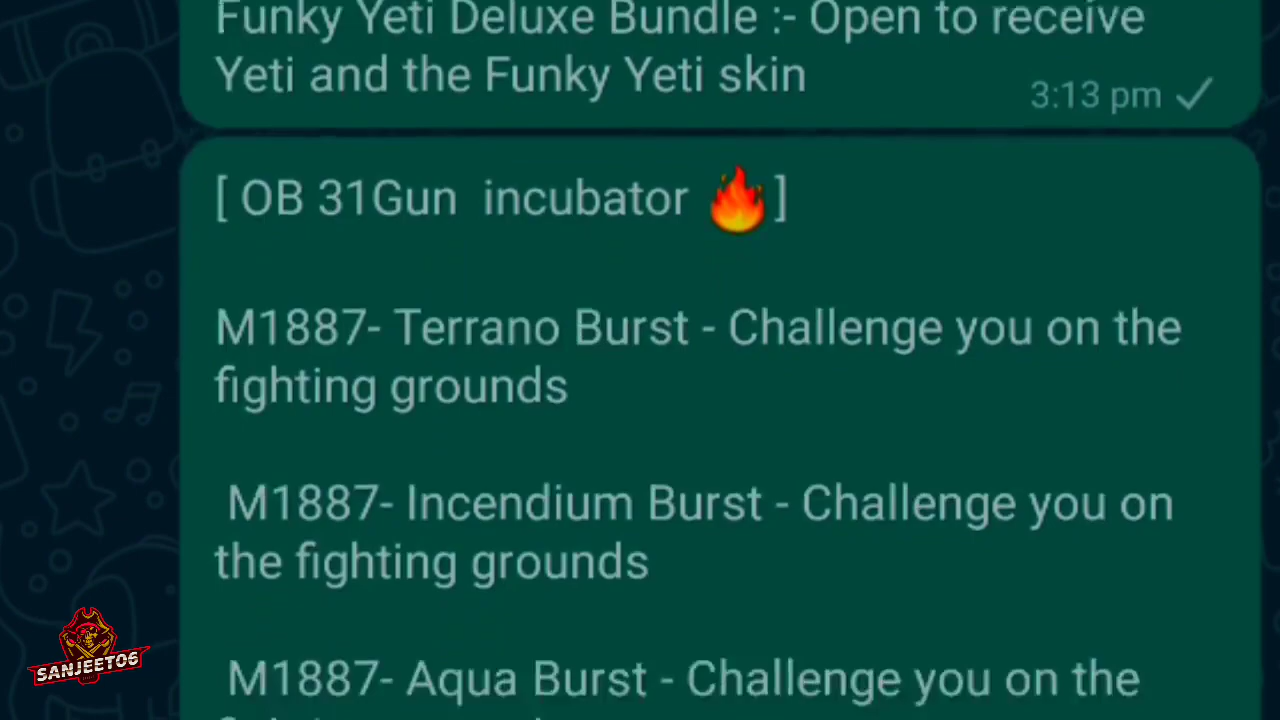 Funky Yeti Deluxe Bundle :- Open to receive
Yeti and the Funky Yeti skin
3:13 pm
[ OB 31Gun  incubator 🔥]
M1887- Terrano Burst - Challenge you on the
fighting grounds
M1887- Incendium Burst - Challenge you on
the fighting grounds
M1887- Aqua Burst - Challenge you on the
SANJEET06